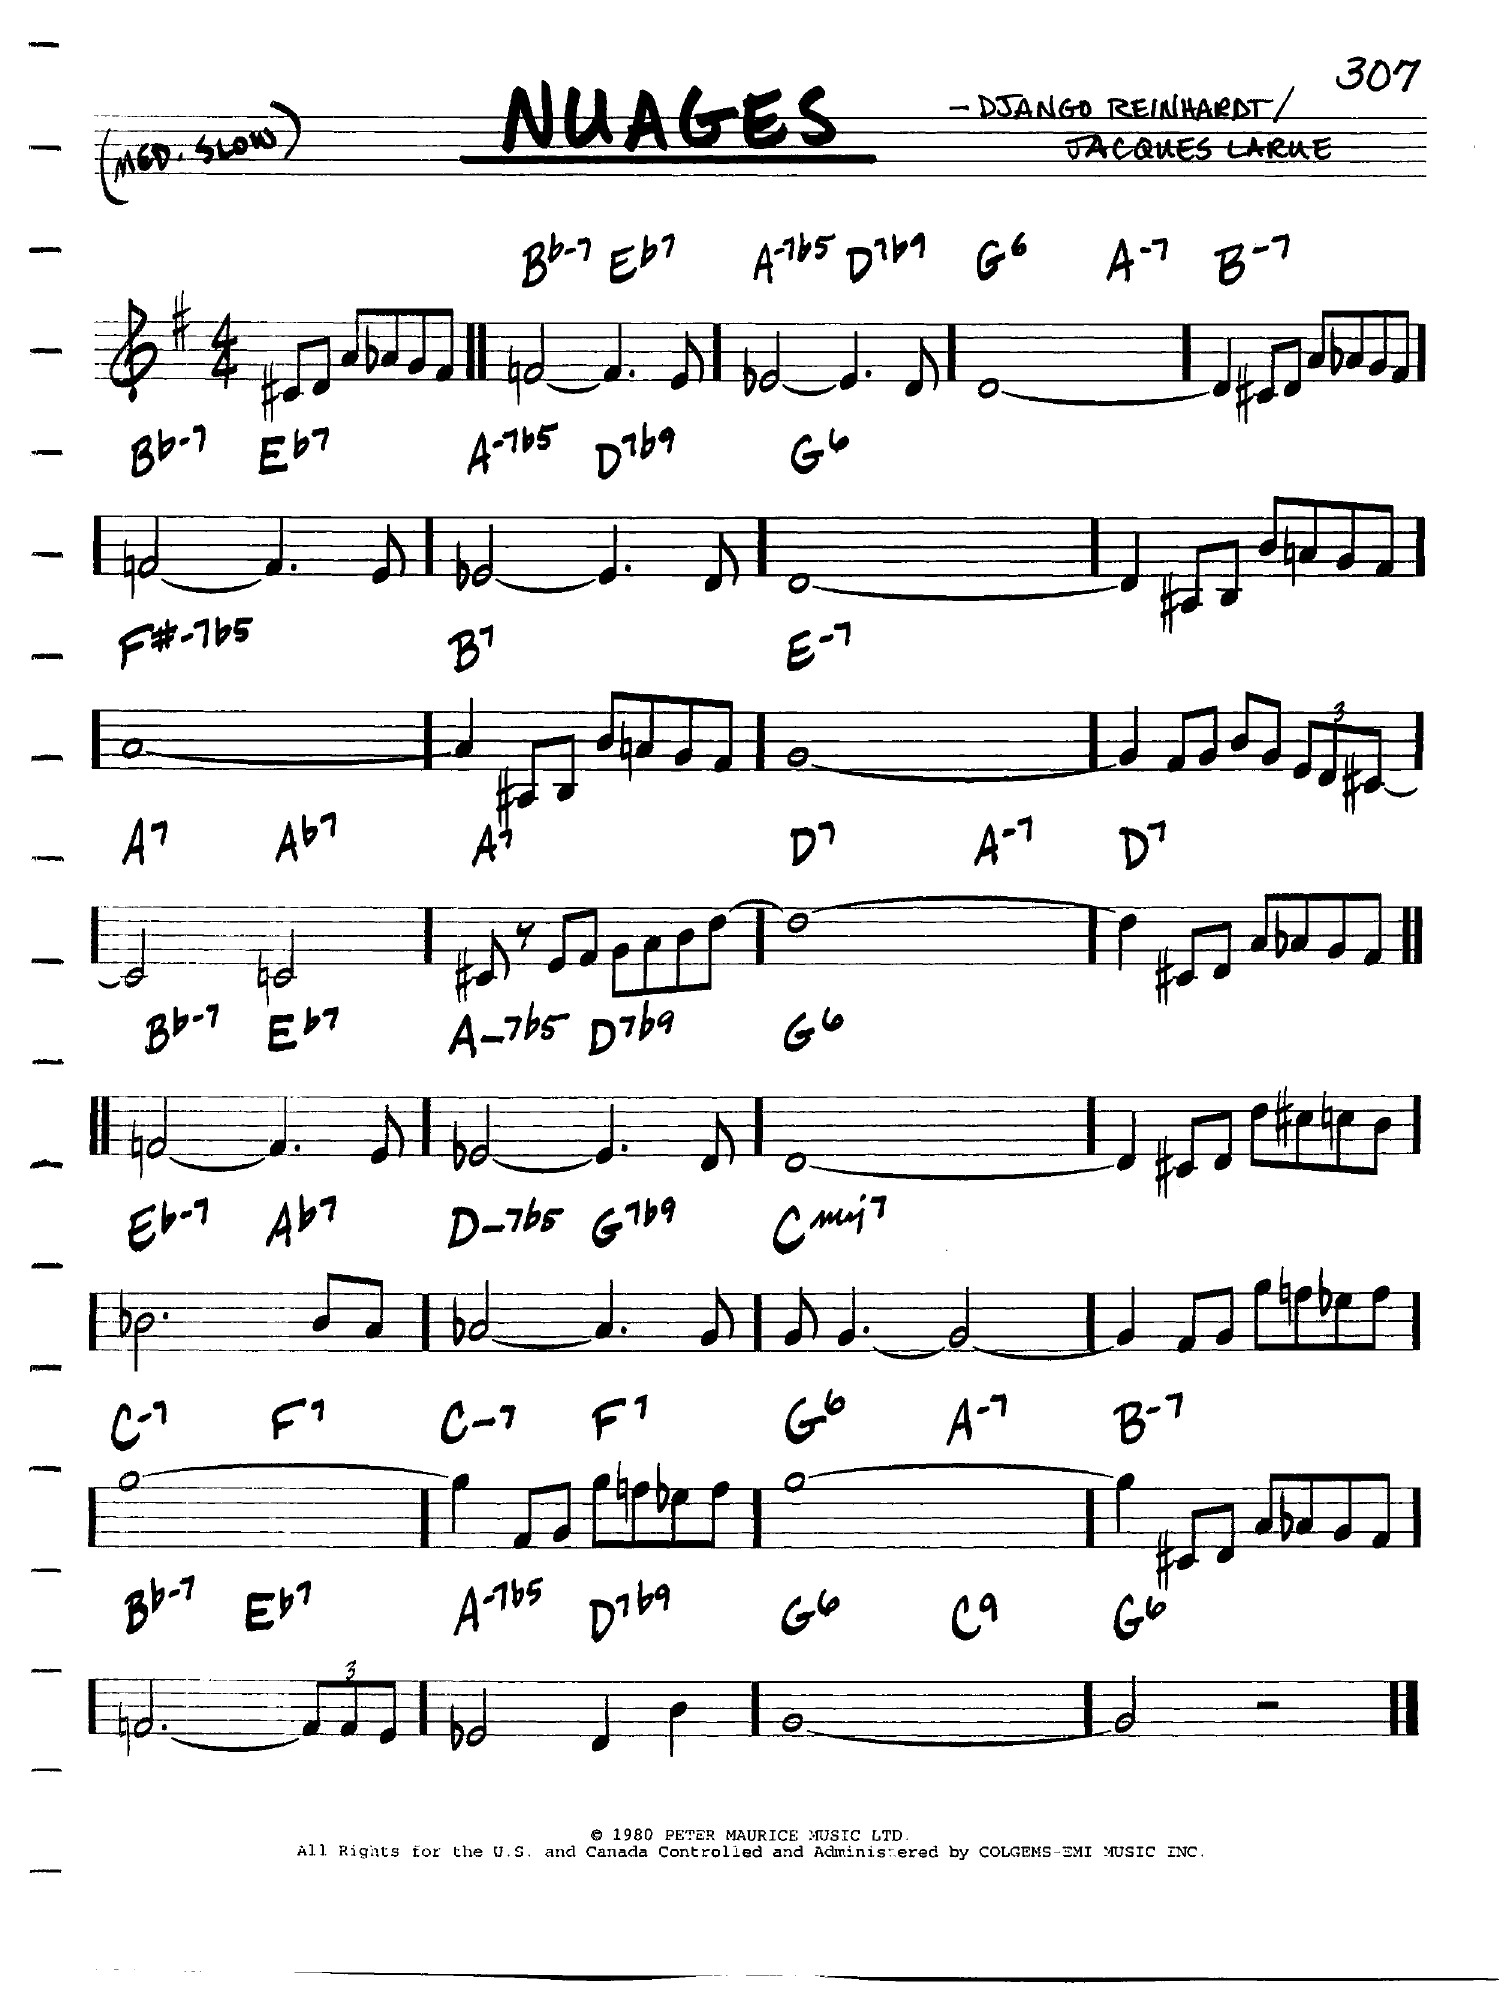 307
NUAGES
- DJANGO REINHARDT/
JACQUES LARUE
(MED. SLOW)
Bb-7 Eb7 A-7b5 D7b9 G6 A-7 B-7
4
4
Bb-7 Eb7 A-7b5 D7b9 G6
F#-7b5 B7 E-7
3
A7 Ab7 A7 D7 A-7 D7
Bb-7 Eb7 A-7b5 D7b9 G6
Eb-7 Ab7 D-7b5 G7b9 Cmaj7
C-7 F7 C-7 F7 G6 A-7 B-7
Bb-7 Eb7 A-7b5 D7b9 G6 C9 G6
3
© 1980 PETER MAURICE MUSIC LTD.
All Rights for the U.S. and Canada Controlled and Administered by COLGEMS-EMI MUSIC INC.